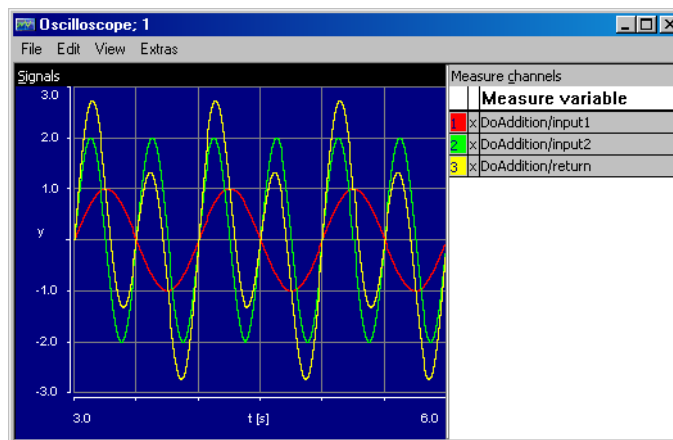 Oscilloscope; 1
File Edit View Extras
Signals
3.0
2.0
1.0
y
-1.0
-2.0
-3.0
3.0 t [s] 6.0
Measure channels
Measure variable
1 x DoAddition/input1
2 x DoAddition/input2
3 x DoAddition/return